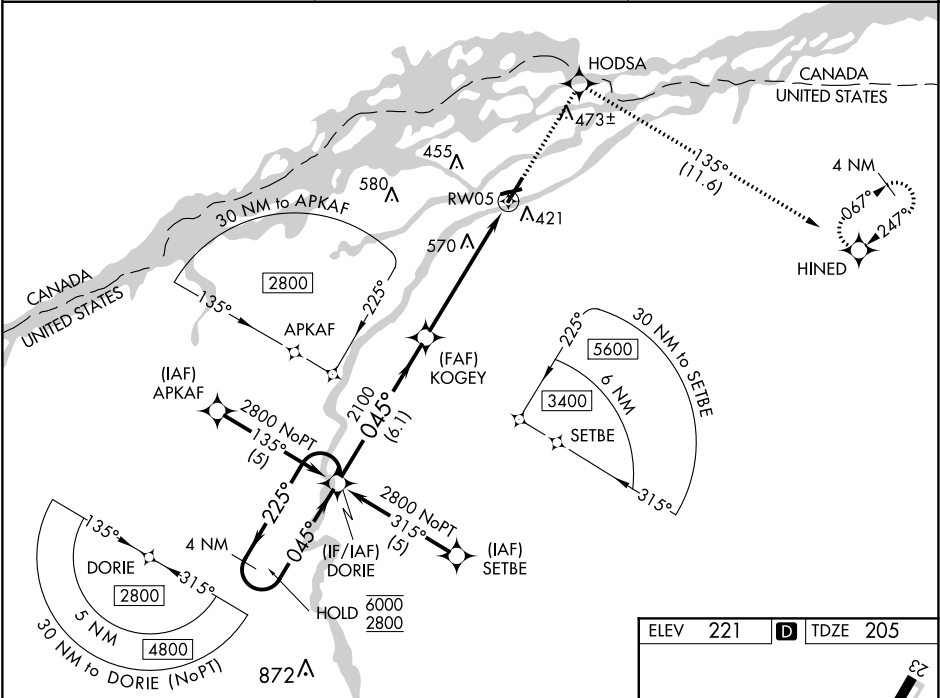 HODSA
CANADA
UNITED STATES
473±
455
135°
(11.6)
4 NM
580
RW05
067°
247°
30 NM to APKAF
421
570
HINED
2800
CANADA
UNITED STATES
135°
225°
APKAF
(FAF)
KOGEY
225°
30 NM to SETBE
5600
6 NM
3400
SETBE
315°
(IAF)
APKAF
2100
045°
(6.1)
2800 NoPT
135°
(5)
225°
045°
2800 NoPT
315°
(5)
4 NM
(IF/IAF)
DORIE
(IAF)
SETBE
135°
DORIE
315°
2800
5 NM
4800
30 NM to DORIE (NoPT)
HOLD 6000
2800
872
ELEV 221 D TDZE 205
23